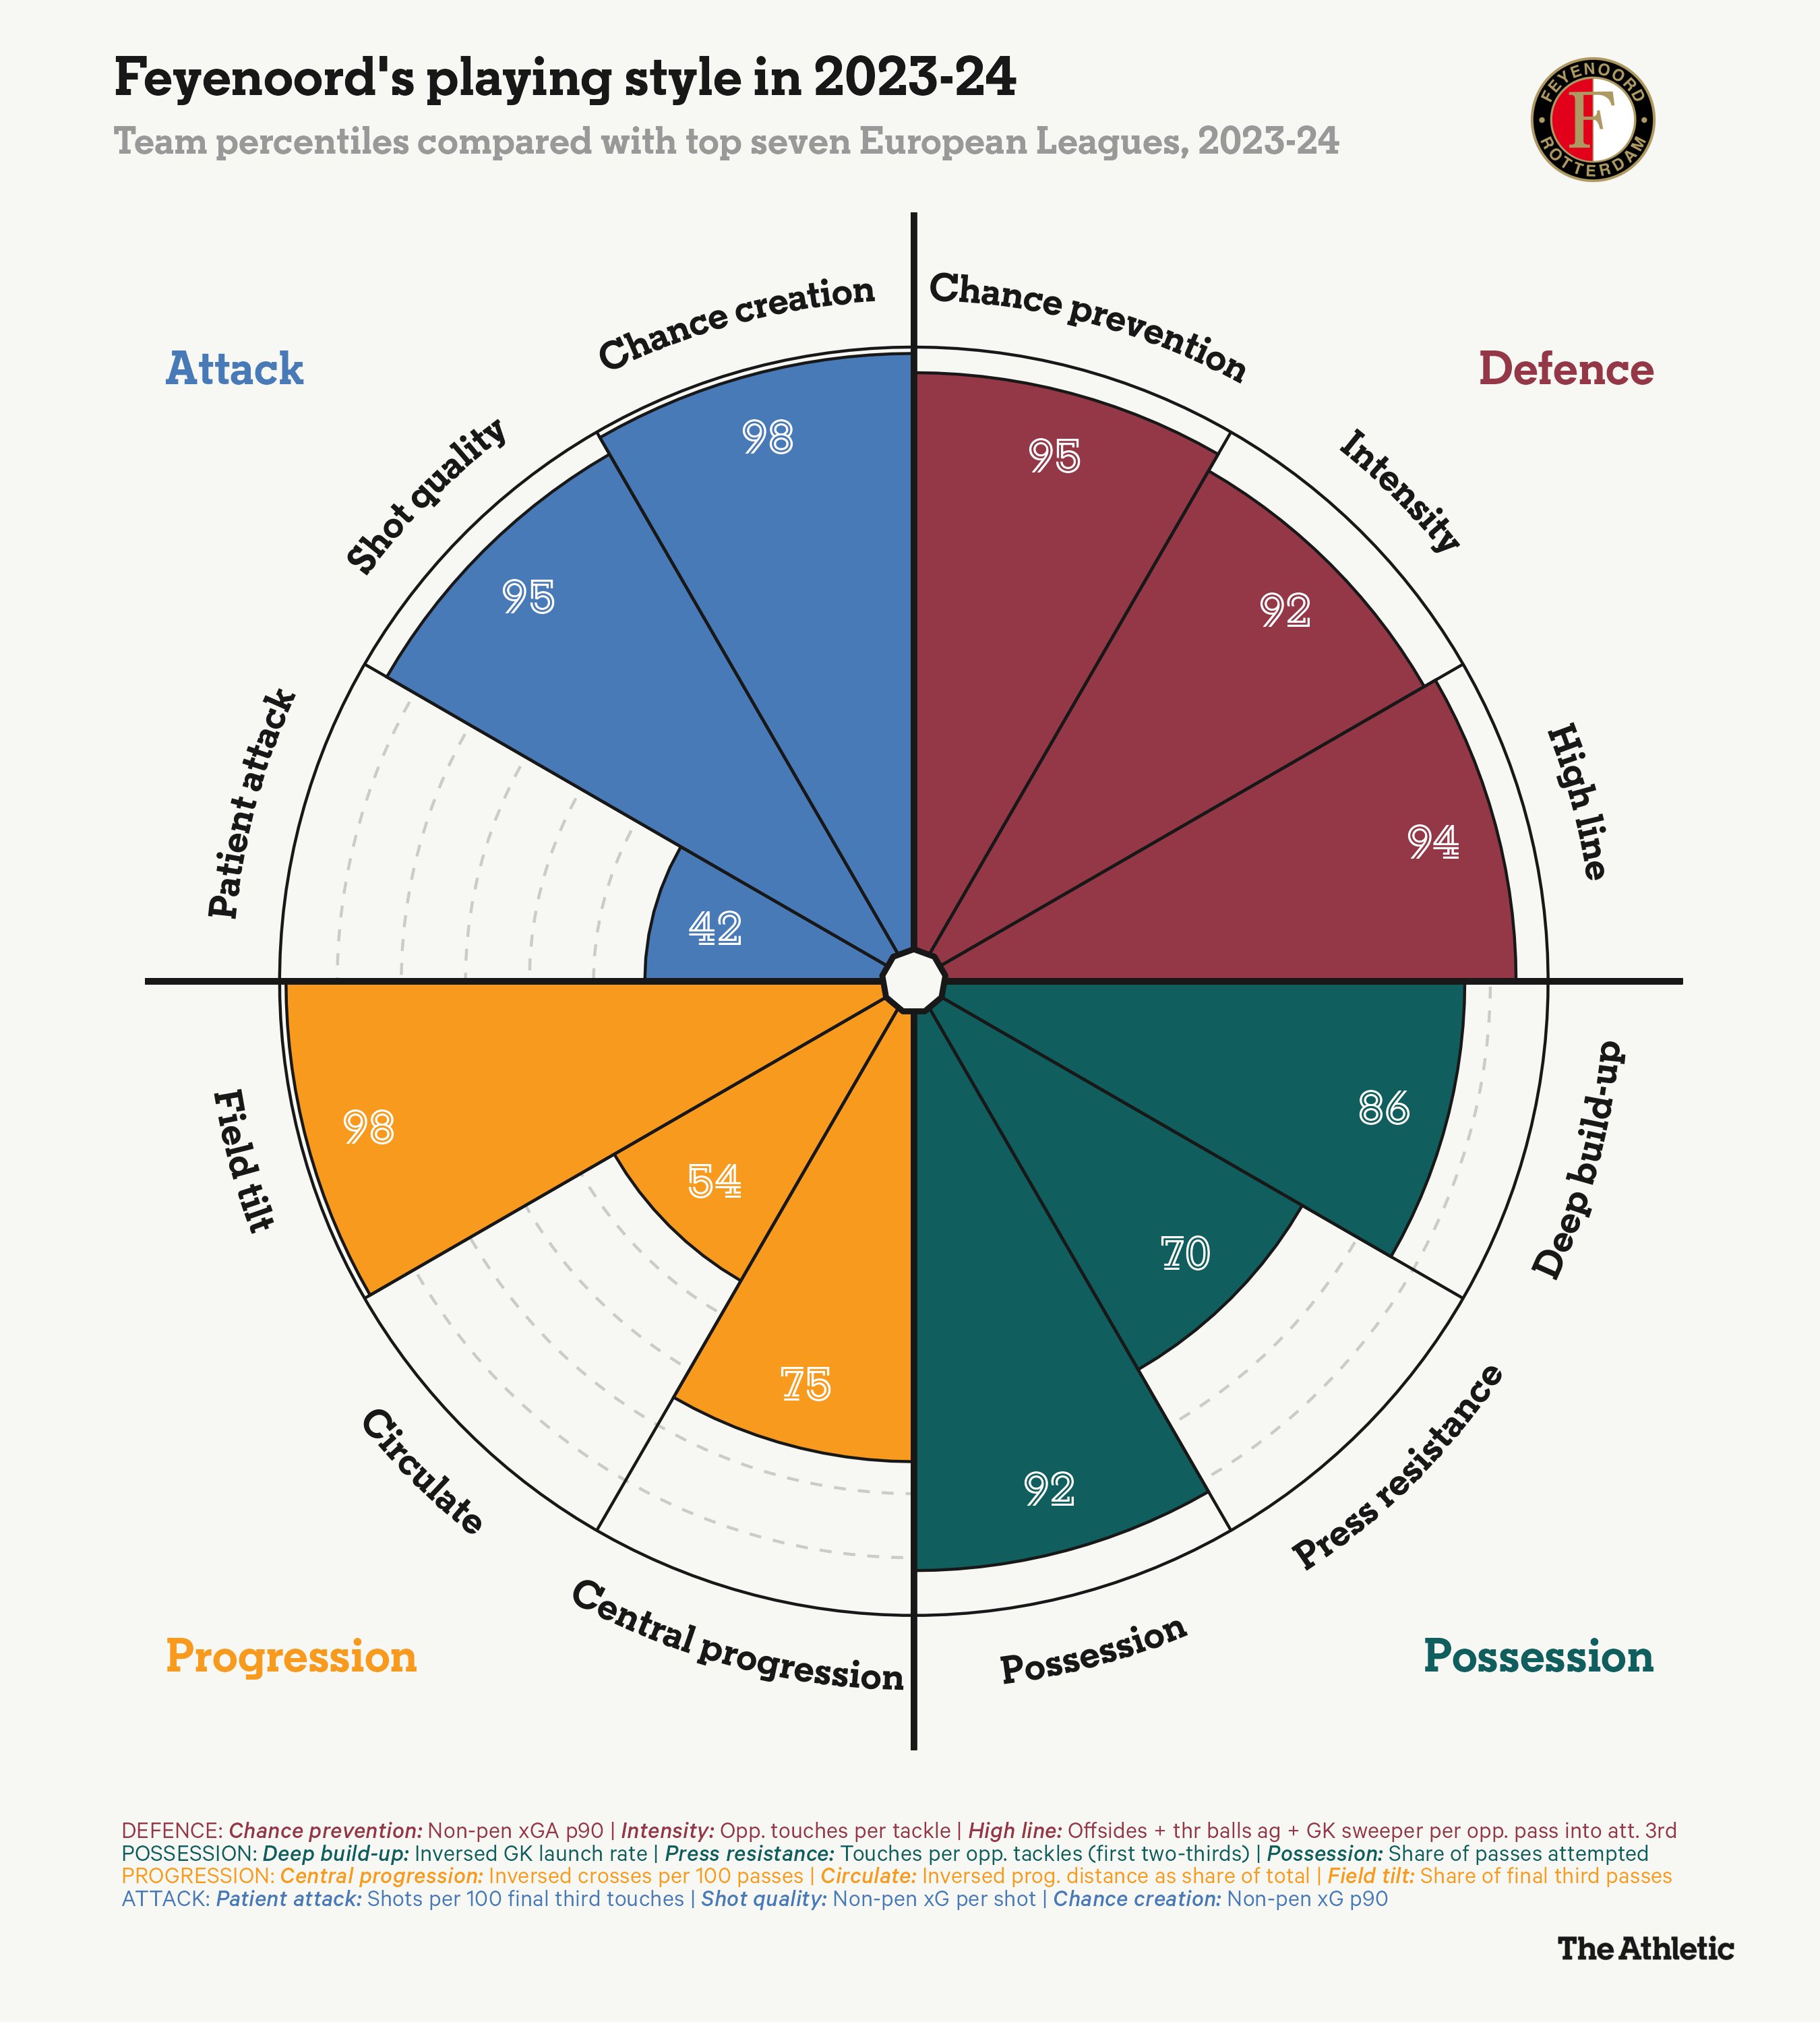 Feyenoord's playing style in 2023-24
Team percentiles compared with top seven European Leagues, 2023-24
FEYENOORD
F
ROTTERDAM
Attack
Defence
Chance creation
Chance prevention
Shot quality
Intensity
Patient attack
High line
98
95
95
92
42
94
98
86
54
70
75
92
Field tilt
Deep build-up
Circulate
Press resistance
Central progression
Possession
Progression
Possession
DEFENCE: Chance prevention: Non-pen xGA p90 | Intensity: Opp. touches per tackle | High line: Offsides + thr balls ag + GK sweeper per opp. pass into att. 3rd
POSSESSION: Deep build-up: Inversed GK launch rate | Press resistance: Touches per opp. tackles (first two-thirds) | Possession: Share of passes attempted
PROGRESSION: Central progression: Inversed crosses per 100 passes | Circulate: Inversed prog. distance as share of total | Field tilt: Share of final third passes
ATTACK: Patient attack: Shots per 100 final third touches | Shot quality: Non-pen xG per shot | Chance creation: Non-pen xG p90
The Athletic